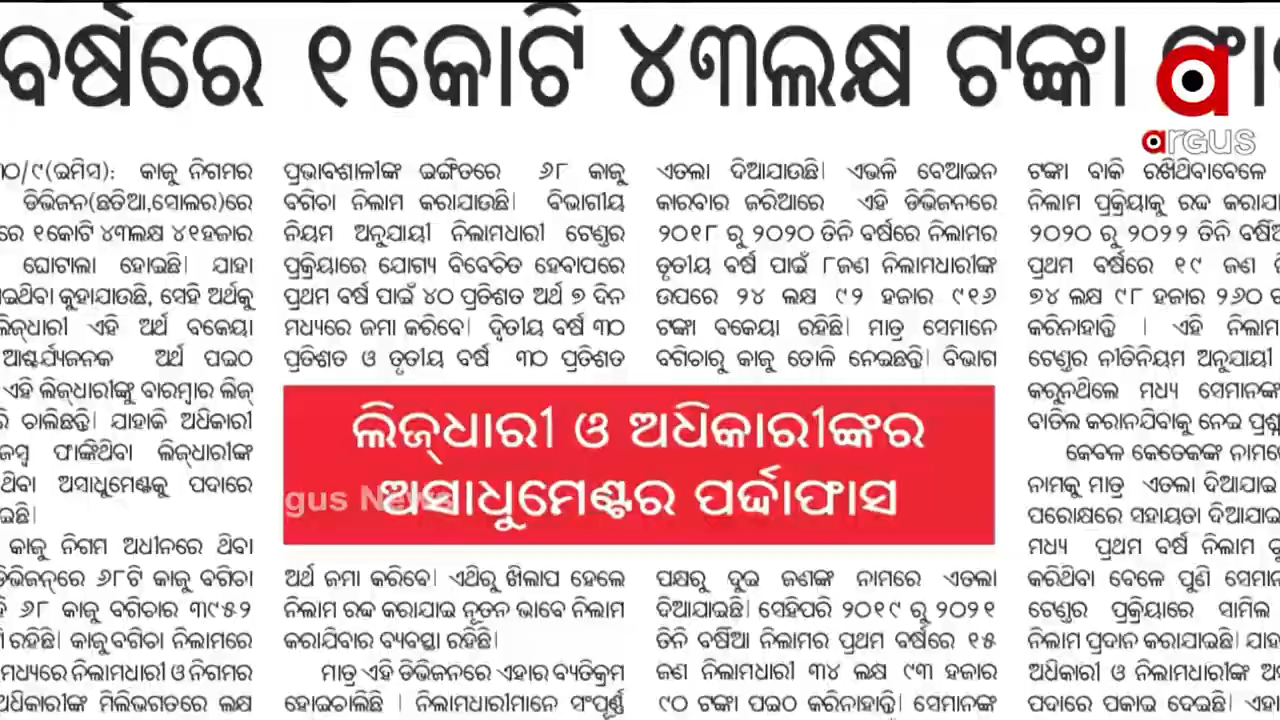 ବର୍ଷରେ ୧କୋଟି ୪୩ଲକ୍ଷ ଟଙ୍କା
argus
୩୦/୯(ଇମିସ): କାଜୁ ନିଗମର
ଡିଭିଜନ(ଛତିଆ,ସୋଲର)ରେ
ରେ ୧କୋଟି ୪୩ଲକ୍ଷ ୪୧ହଜାର
ଘୋଟାଲା ହୋଇଛି। ଯାହା
କୁହାଯାଉଛି, ସେହି ଅର୍ଥକୁ
ଏହି ଅର୍ଥ ବକେୟା
ଆଶ୍ଚର୍ଯ୍ୟଜନକ ଅର୍ଥ ପଇଠ
ଏହି ଲିଜ୍‌ଧାରୀଙ୍କୁ ବାରମ୍ବାର ଲିଜ୍
ଚାଲିଛନ୍ତି। ଯାହାକି ଅଧିକାରୀ
ଫାଙ୍କିଥିବା ଲିଜ୍‌ଧାରୀଙ୍କ
ଅସାଧୁମେଣ୍ଟକୁ ପଦାରେ
କାଜୁ ନିଗମ ଅଧୀନରେ ଥିବା
ଡିଭିଜନ୍‌ରେ ୬୮ଟି କାଜୁ ବଗିଚା
୬୮ କାଜୁ ବଗିଚାର ୩୯୫୨
ରହିଛି। କାଜୁ ବଗିଚା ନିଲାମରେ
ମଧ୍ୟରେ ନିଲାମଧାରୀ ଓ ନିଗମର
ଅଧିକାରୀଙ୍କ ମିଲିଭଗତରେ ଲକ୍ଷ
ପ୍ରଭାବଶାଳୀଙ୍କ ଇଙ୍ଗିତରେ ୬୮ କାଜୁ
ବଗିଚା ନିଲାମ କରାଯାଉଛି। ବିଭାଗୀୟ
ନିୟମ ଅନୁଯାୟୀ ନିଲାମଧାରୀ ଟେଣ୍ଡର
ପ୍ରକ୍ରିୟାରେ ଯୋଗ୍ୟ ବିବେଚିତ ହେବାପରେ
ପ୍ରଥମ ବର୍ଷ ପାଇଁ ୪୦ ପ୍ରତିଶତ ଅର୍ଥ ୭ ଦିନ
ମଧ୍ୟରେ ଜମା କରିବେ। ଦ୍ଵିତୀୟ ବର୍ଷ ୩୦
ପ୍ରତିଶତ ଓ ତୃତୀୟ ବର୍ଷ ୩୦ ପ୍ରତିଶତ
ଲିଜ୍‌ଧାରୀ ଓ ଅଧିକାରୀଙ୍କର
ଅସାଧୁମେଣ୍ଟର ପର୍ଦ୍ଦାଫାସ
gus News
ଅର୍ଥ ଜମା କରିବେ। ଏଥିରୁ ଖିଲାପ ହେଲେ
ନିଲାମ ରଦ୍ଦ କରାଯାଇ ନୂତନ ଭାବେ ନିଲାମ
କରାଯିବାର ବ୍ୟବସ୍ଥା ରହିଛି।
ମାତ୍ର ଏହି ଡିଭିଜନରେ ଏହାର ବ୍ୟତିକ୍ରମ
ହୋଇଚାଲିଛି । ନିଲାମଧାରୀମାନେ ସଂପୂର୍ଣ୍ଣ
ଏତଲା ଦିଆଯାଉଛି। ଏଭଳି ବେଆଇନ
କାରବାର ଜରିଆରେ ଏହି ଡିଭିଜନରେ
୨୦୧୮ ରୁ ୨୦୨୦ ତିନି ବର୍ଷରେ ନିଲାମର
ତୃତୀୟ ବର୍ଷ ପାଇଁ ୮ଜଣ ନିଲାମଧାରୀଙ୍କ
ଉପରେ ୨୪ ଲକ୍ଷ ୯୨ ହଜାର ୯୧୬
ଟଙ୍କା ବକେୟା ରହିଛି। ମାତ୍ର ସେମାନେ
ବଗିଚାରୁ କାଜୁ ତୋଳି ନେଇଛନ୍ତି। ବିଭାଗ
ପକ୍ଷରୁ ଦୁଇ ଜଣଙ୍କ ନାମରେ ଏତଲା
ଦିଆଯାଇଛି। ସେହିପରି ୨୦୧୯ ରୁ ୨୦୨୧
ତିନି ବର୍ଷିଆ ନିଲାମର ପ୍ରଥମ ବର୍ଷରେ ୧୫
ଜଣ ନିଲାମଧାରୀ ୩୪ ଲକ୍ଷ ୯୩ ହଜାର
୯୦ ଟଙ୍କା ପଇଠ କରିନାହାନ୍ତି। ସେମାନଙ୍କ
ଟଙ୍କା ବାକି ରଖିଥିବାବେଳେ
ନିଲାମ ପ୍ରକ୍ରିୟାକୁ ରଦ୍ଦ
୨୦୨୦ ରୁ ୨୦୨୨ ତିନି
ପ୍ରଥମ ବର୍ଷରେ ୧୯ ଜଣ
୭୪ ଲକ୍ଷ ୯୮ ହଜାର ୨୬୦
କରିନାହାନ୍ତି । ଏହି ନିଲାମ
ଟେଣ୍ଡର ନୀତିନିୟମ ଅନୁଯାୟୀ
କରୁନଥିଲେ ମଧ୍ୟ ସେମାନଙ୍କ
ବାତିଲ କରାନଯିବାକୁ ନେଇ
କେବଳ କେତେକଙ୍କ
ନାମକୁ ମାତ୍ର ଏତଲା ଦିଆଯାଇ
ପରୋକ୍ଷରେ ସହାୟତା
ମଧ୍ୟ ପ୍ରଥମ ବର୍ଷ ନିଲାମ
କରିଥିବା ବେଳେ ପୁଣି
ଟେଣ୍ଡର ପ୍ରକ୍ରିୟାରେ ସାମିଲ
ନିଲାମ ପ୍ରଦାନ କରାଯାଇଛି।
ଅଧିକାରୀ ଓ ନିଲାମଧାରୀଙ୍କ
ପଦାରେ ପକାଇ ଦେଇଛି।